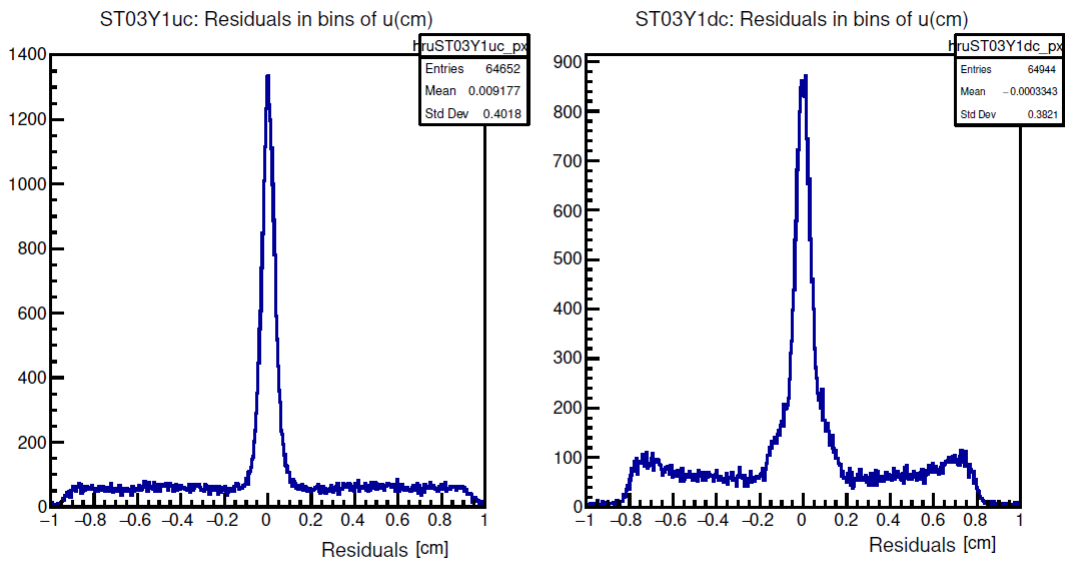 ST03Y1uc: Residuals in bins of u(cm)
hruST03Y1uc_px
Entries 64652
Mean 0.009177
Std Dev 0.4018
1400
1200
1000
800
600
400
200
0
−1 −0.8 −0.6 −0.4 −0.2 0 0.2 0.4 0.6 0.8 1
Residuals [cm]
ST03Y1dc: Residuals in bins of u(cm)
hruST03Y1dc_px
Entries 64944
Mean −0.0003343
Std Dev 0.3821
900
800
700
600
500
400
300
200
100
0
−1 −0.8 −0.6 −0.4 −0.2 0 0.2 0.4 0.6 0.8 1
Residuals [cm]